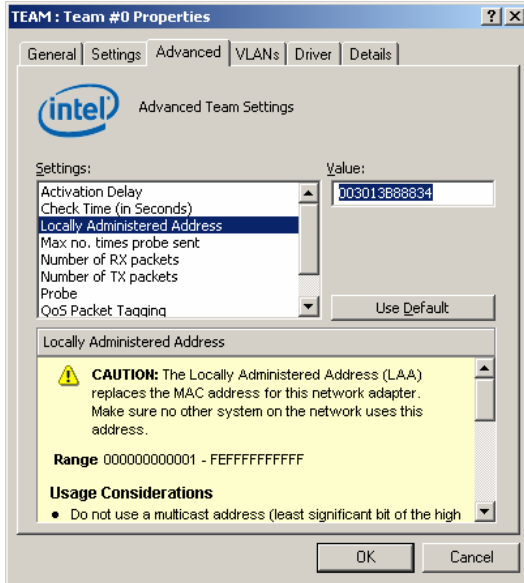 TEAM : Team #0 Properties
General Settings Advanced VLANs Driver Details
intel Advanced Team Settings
Settings:
Value:
Activation Delay
003013B88834
Check Time (in Seconds)
Locally Administered Address
Max no. times probe sent
Number of RX packets
Number of TX packets
Probe
QoS Packet Tagging
Use Default
Locally Administered Address
CAUTION: The Locally Administered Address (LAA)
replaces the MAC address for this network adapter.
Make sure no other system on the network uses this
address.
Range 000000000001 - FEFFFFFFFFFF
Usage Considerations
• Do not use a multicast address (least significant bit of the high
OK Cancel